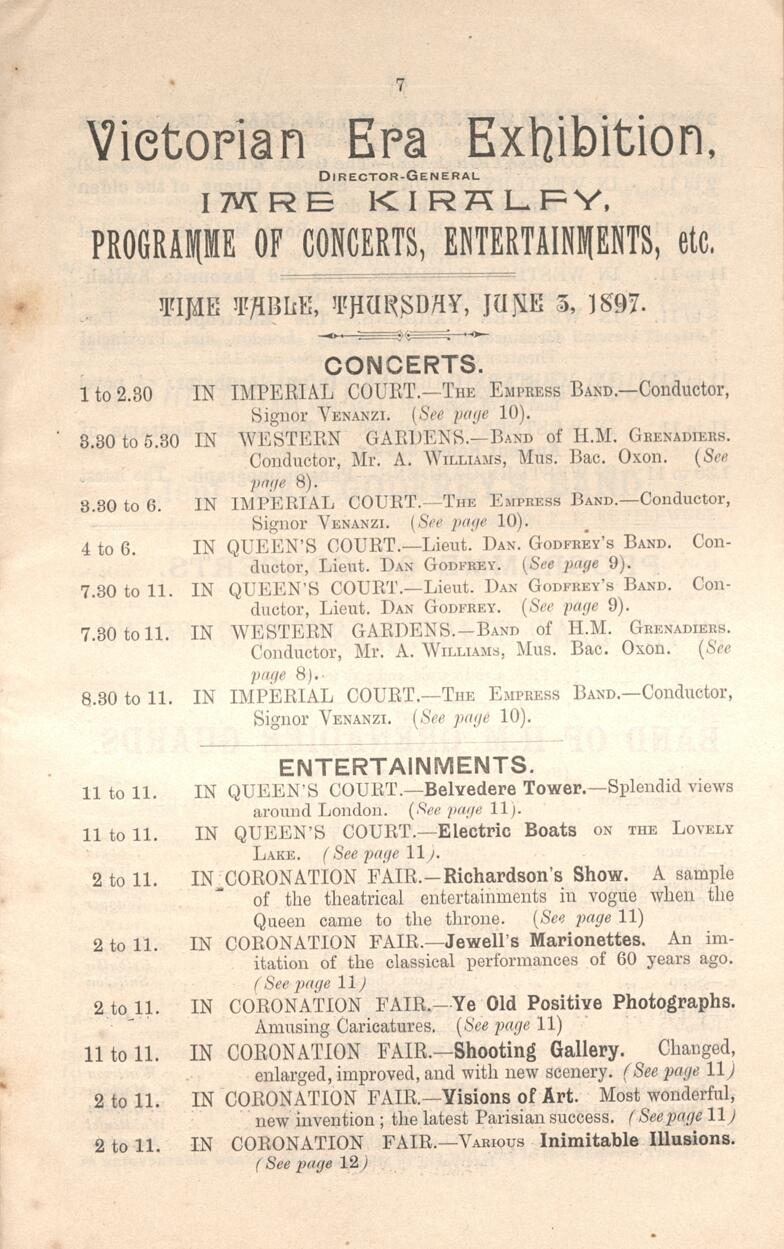 7
Victorian Era Exhibition,
DIRECTOR-GENERAL
IMRE KIRALFY,
PROGRAMME OF CONCERTS, ENTERTAINMENTS, etc.
TIME TABLE, THURSDAY, JUNE 3, 1897.
CONCERTS.
1 to 2.30 IN IMPERIAL COURT.—THE EMPRESS BAND.—Conductor,
Signor VENANZI. (See page 10).
3.30 to 5.30 IN WESTERN GARDENS.—BAND of H.M. GRENADIERS.
Conductor, Mr. A. WILLIAMS, Mus. Bac. Oxon. (See
page 8).
3.30 to 6. IN IMPERIAL COURT.—THE EMPRESS BAND.—Conductor,
Signor VENANZI. (See page 10).
4 to 6. IN QUEEN'S COURT.—Lieut. DAN. GODFREY'S BAND. Con-
ductor, Lieut. DAN GODFREY. (See page 9).
7.30 to 11. IN QUEEN'S COURT.—Lieut. DAN GODFREY'S BAND. Con-
ductor, Lieut. DAN GODFREY. (See page 9).
7.30 to 11. IN WESTERN GARDENS.—BAND of H.M. GRENADIERS.
Conductor, Mr. A. WILLIAMS, Mus. Bac. Oxon. (See
page 8).
8.30 to 11. IN IMPERIAL COURT.—THE EMPRESS BAND.—Conductor,
Signor VENANZI. (See page 10).
ENTERTAINMENTS.
11 to 11. IN QUEEN'S COURT.—Belvedere Tower.—Splendid views
around London. (See page 11).
11 to 11. IN QUEEN'S COURT.—Electric Boats ON THE LOVELY
LAKE. (See page 11).
2 to 11. IN CORONATION FAIR.—Richardson's Show. A sample
of the theatrical entertainments in vogue when the
Queen came to the throne. (See page 11)
2 to 11. IN CORONATION FAIR.—Jewell's Marionettes. An im-
itation of the classical performances of 60 years ago.
(See page 11)
2 to 11. IN CORONATION FAIR.—Ye Old Positive Photographs.
Amusing Caricatures. (See page 11)
11 to 11. IN CORONATION FAIR.—Shooting Gallery. Changed,
enlarged, improved, and with new scenery. (See page 11)
2 to 11. IN CORONATION FAIR.—Visions of Art. Most wonderful,
new invention; the latest Parisian success. (See page 11)
2 to 11. IN CORONATION FAIR.—VARIOUS Inimitable Illusions.
(See page 12)